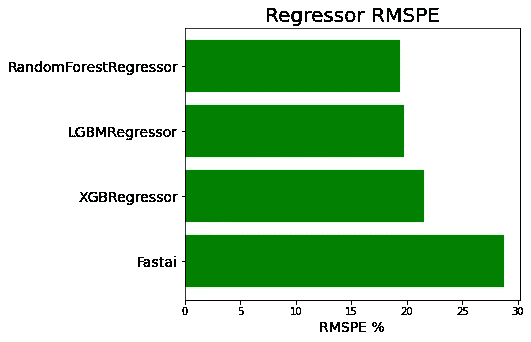 Regressor RMSPE
RandomForestRegressor
LGBMRegressor
XGBRegressor
Fastai
0 5 10 15 20 25 30
RMSPE %